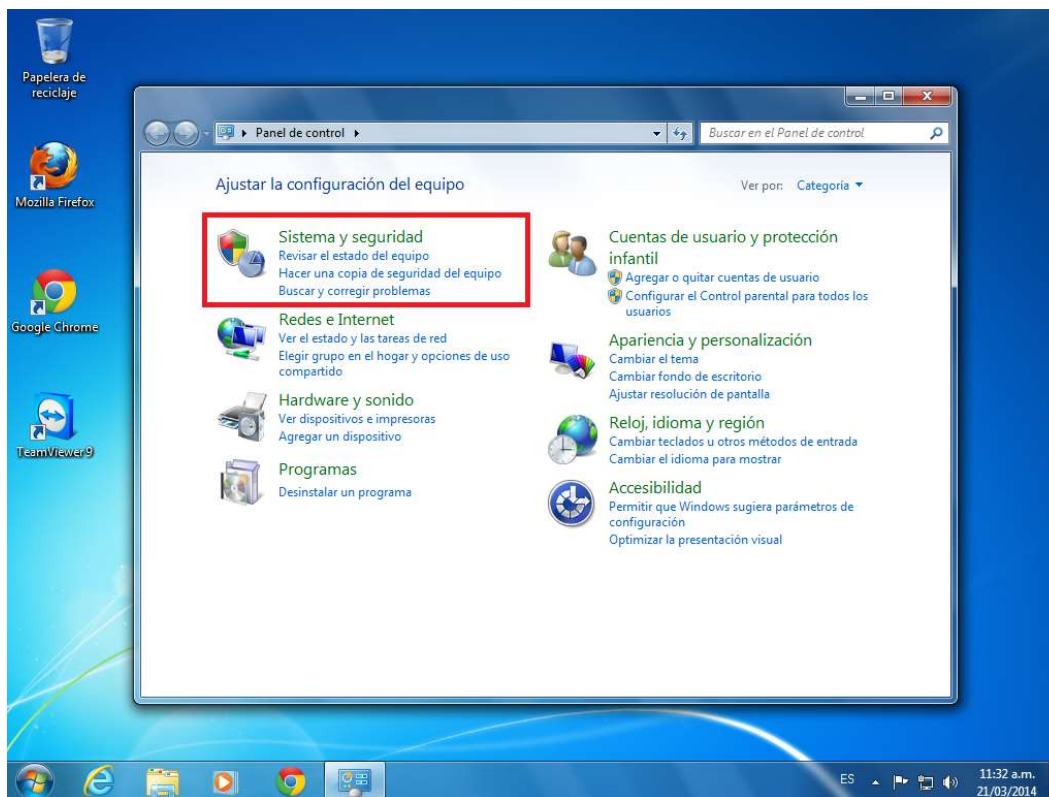 Papelera de
reciclaje
Mozilla Firefox
Google Chrome
TeamViewer 9
Panel de control
Buscar en el Panel de control
Ajustar la configuración del equipo
Ver por: Categoría
Sistema y seguridad
Revisar el estado del equipo
Hacer una copia de seguridad del equipo
Buscar y corregir problemas
Redes e Internet
Ver el estado y las tareas de red
Elegir grupo en el hogar y opciones de uso
compartido
Hardware y sonido
Ver dispositivos e impresoras
Agregar un dispositivo
Programas
Desinstalar un programa
Cuentas de usuario y protección
infantil
Agregar o quitar cuentas de usuario
Configurar el Control parental para todos los
usuarios
Apariencia y personalización
Cambiar el tema
Cambiar fondo de escritorio
Ajustar resolución de pantalla
Reloj, idioma y región
Cambiar teclados u otros métodos de entrada
Cambiar el idioma para mostrar
Accesibilidad
Permitir que Windows sugiera parámetros de
configuración
Optimizar la presentación visual
ES
11:32 a.m.
21/03/2014